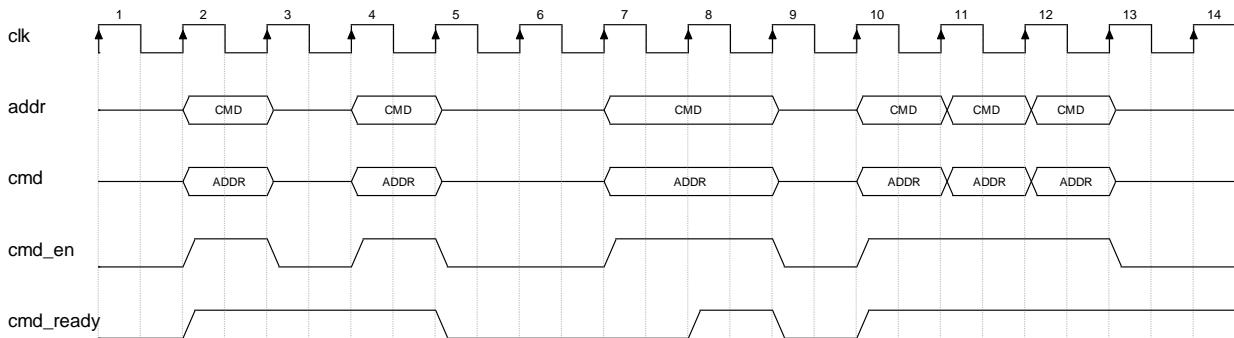 1 2 3 4 5 6 7 8 9 10 11 12 13 14
clk
addr CMD CMD CMD CMD CMD CMD
cmd ADDR ADDR ADDR ADDR ADDR ADDR
cmd_en
cmd_ready